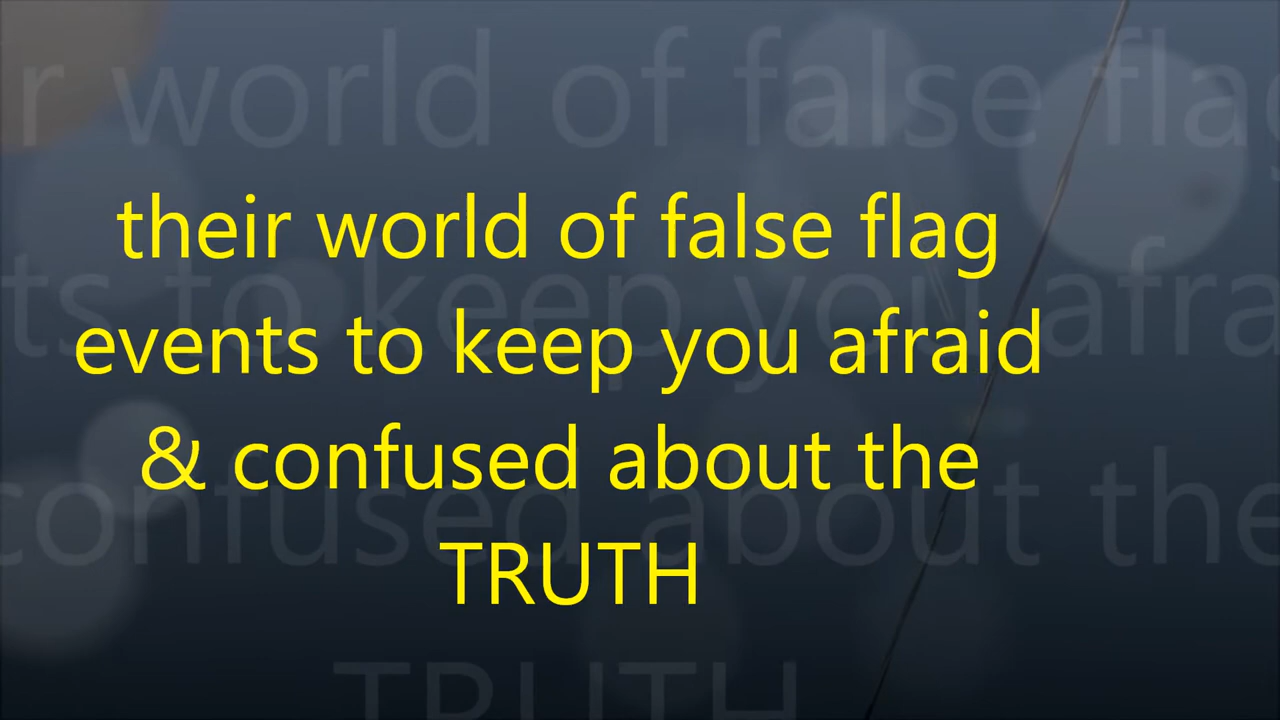 their world of false flag
events to keep you afraid
& confused about the
TRUTH